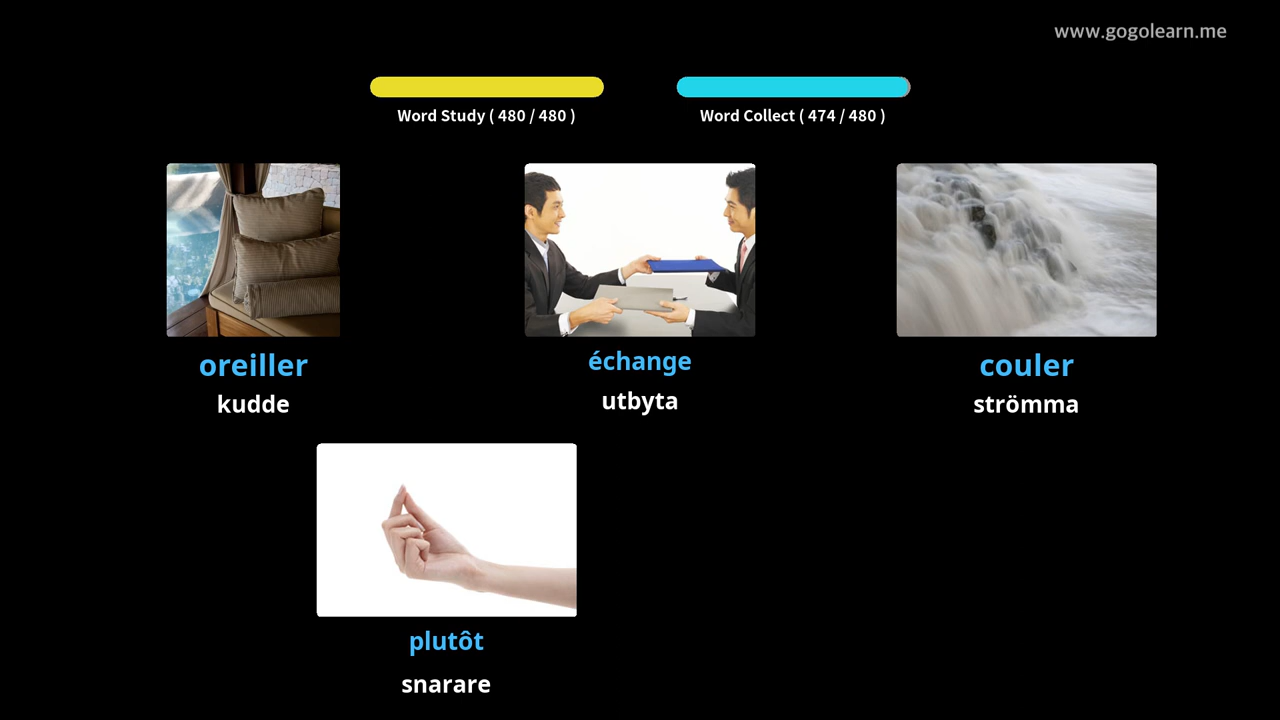 www.gogolearn.me
Word Study ( 480 / 480 )
Word Collect ( 474 / 480 )
oreiller
kudde
échange
utbyta
couler
strömma
plutôt
snarare